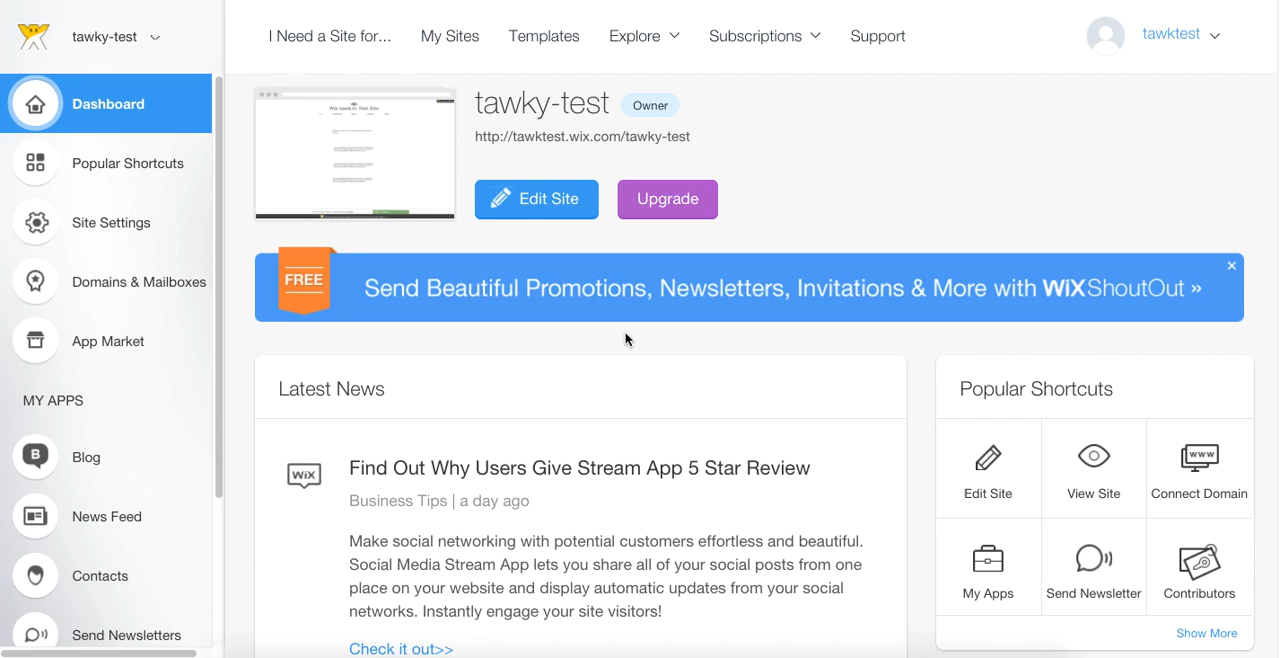 tawky-test
I Need a Site for... My Sites Templates Explore Subscriptions Support
tawktest
Dashboard
Popular Shortcuts
Site Settings
Domains & Mailboxes
App Market
MY APPS
Blog
News Feed
Contacts
Send Newsletters
tawky-test Owner
http://tawktest.wix.com/tawky-test
Edit Site Upgrade
FREE
Send Beautiful Promotions, Newsletters, Invitations & More with WiXShoutOut »
Latest News
WiX
Find Out Why Users Give Stream App 5 Star Review
Business Tips | a day ago
Make social networking with potential customers effortless and beautiful.
Social Media Stream App lets you share all of your social posts from one
place on your website and display automatic updates from your social
networks. Instantly engage your site visitors!
Check it out>>
Popular Shortcuts
Edit Site
View Site
www
Connect Domain
My Apps
Send Newsletter
Contributors
Show More